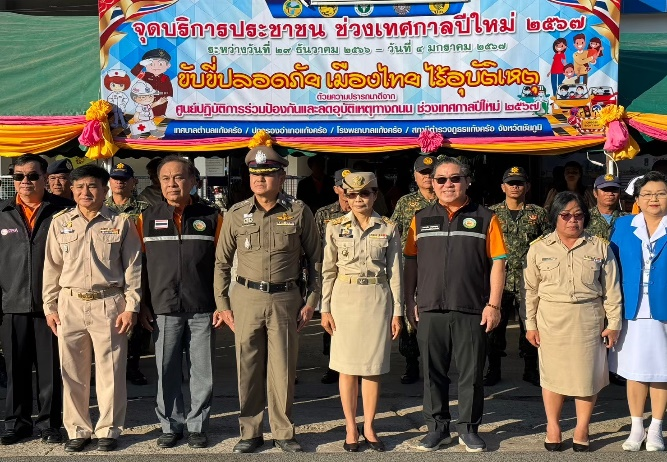 จุดบริการประชาชน ช่วงเทศกาลปีใหม่ ๒๕๖๗
ระหว่างวันที่ ๒๙ ธันวาคม ๒๕๖๖ - วันที่ ๔ มกราคม ๒๕๖๗
ขับขี่ปลอดภัย เมืองไทย ไร้อุบัติเหตุ
ด้วยความปรารถนาดีจาก
ศูนย์ปฏิบัติการร่วมป้องกันและลดอุบัติเหตุทางถนน ช่วงเทศกาลปีใหม่ ๒๕๖๗
เทศบาลตำบลแก้งคร้อ / ปกครองอำเภอแก้งคร้อ / โรงพยาบาลแก้งคร้อ / สถานีตำรวจภูธรแก้งคร้อ จังหวัดชัยภูมิ